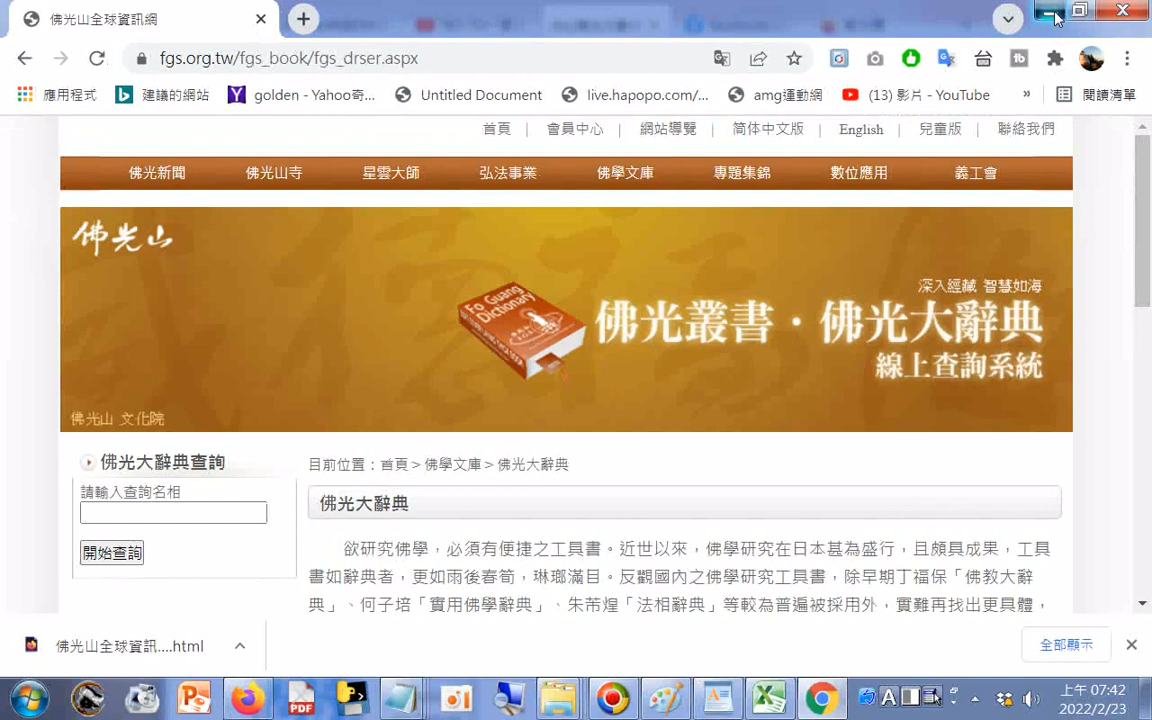 佛光山全球資訊網
fgs.org.tw/fgs_book/fgs_drser.aspx
應用程式 建議的網站 golden - Yahoo奇... Untitled Document live.hapopo.com/... amg運動網 (13) 影片 - YouTube » 閱讀清單
首頁 | 會員中心 | 網站導覽 | 简体中文版 | English | 兒童版 | 聯絡我們
佛光新聞 佛光山寺 星雲大師 弘法事業 佛學文庫 專題集錦 數位應用 義工會
佛光山
深入經藏 智慧如海
Fo Guang
Dictionary
佛光叢書・佛光大辭典
線上查詢系統
佛光山 文化院
佛光大辭典查詢
請輸入查詢名相
開始查詢
目前位置：首頁 > 佛學文庫 > 佛光大辭典
佛光大辭典
欲研究佛學，必須有便捷之工具書。近世以來，佛學研究在日本甚為盛行，且頗具成果，工具
書如辭典者，更如雨後春筍，琳瑯滿目。反觀國內之佛學研究工具書，除早期丁福保「佛教大辭
典」、何子培「實用佛學辭典」、朱芾煌「法相辭典」等較為普遍被採用外，實難再找出更具體，
佛光山全球資訊....html
全部顯示
PDF
A
上午 07:42
2022/2/23